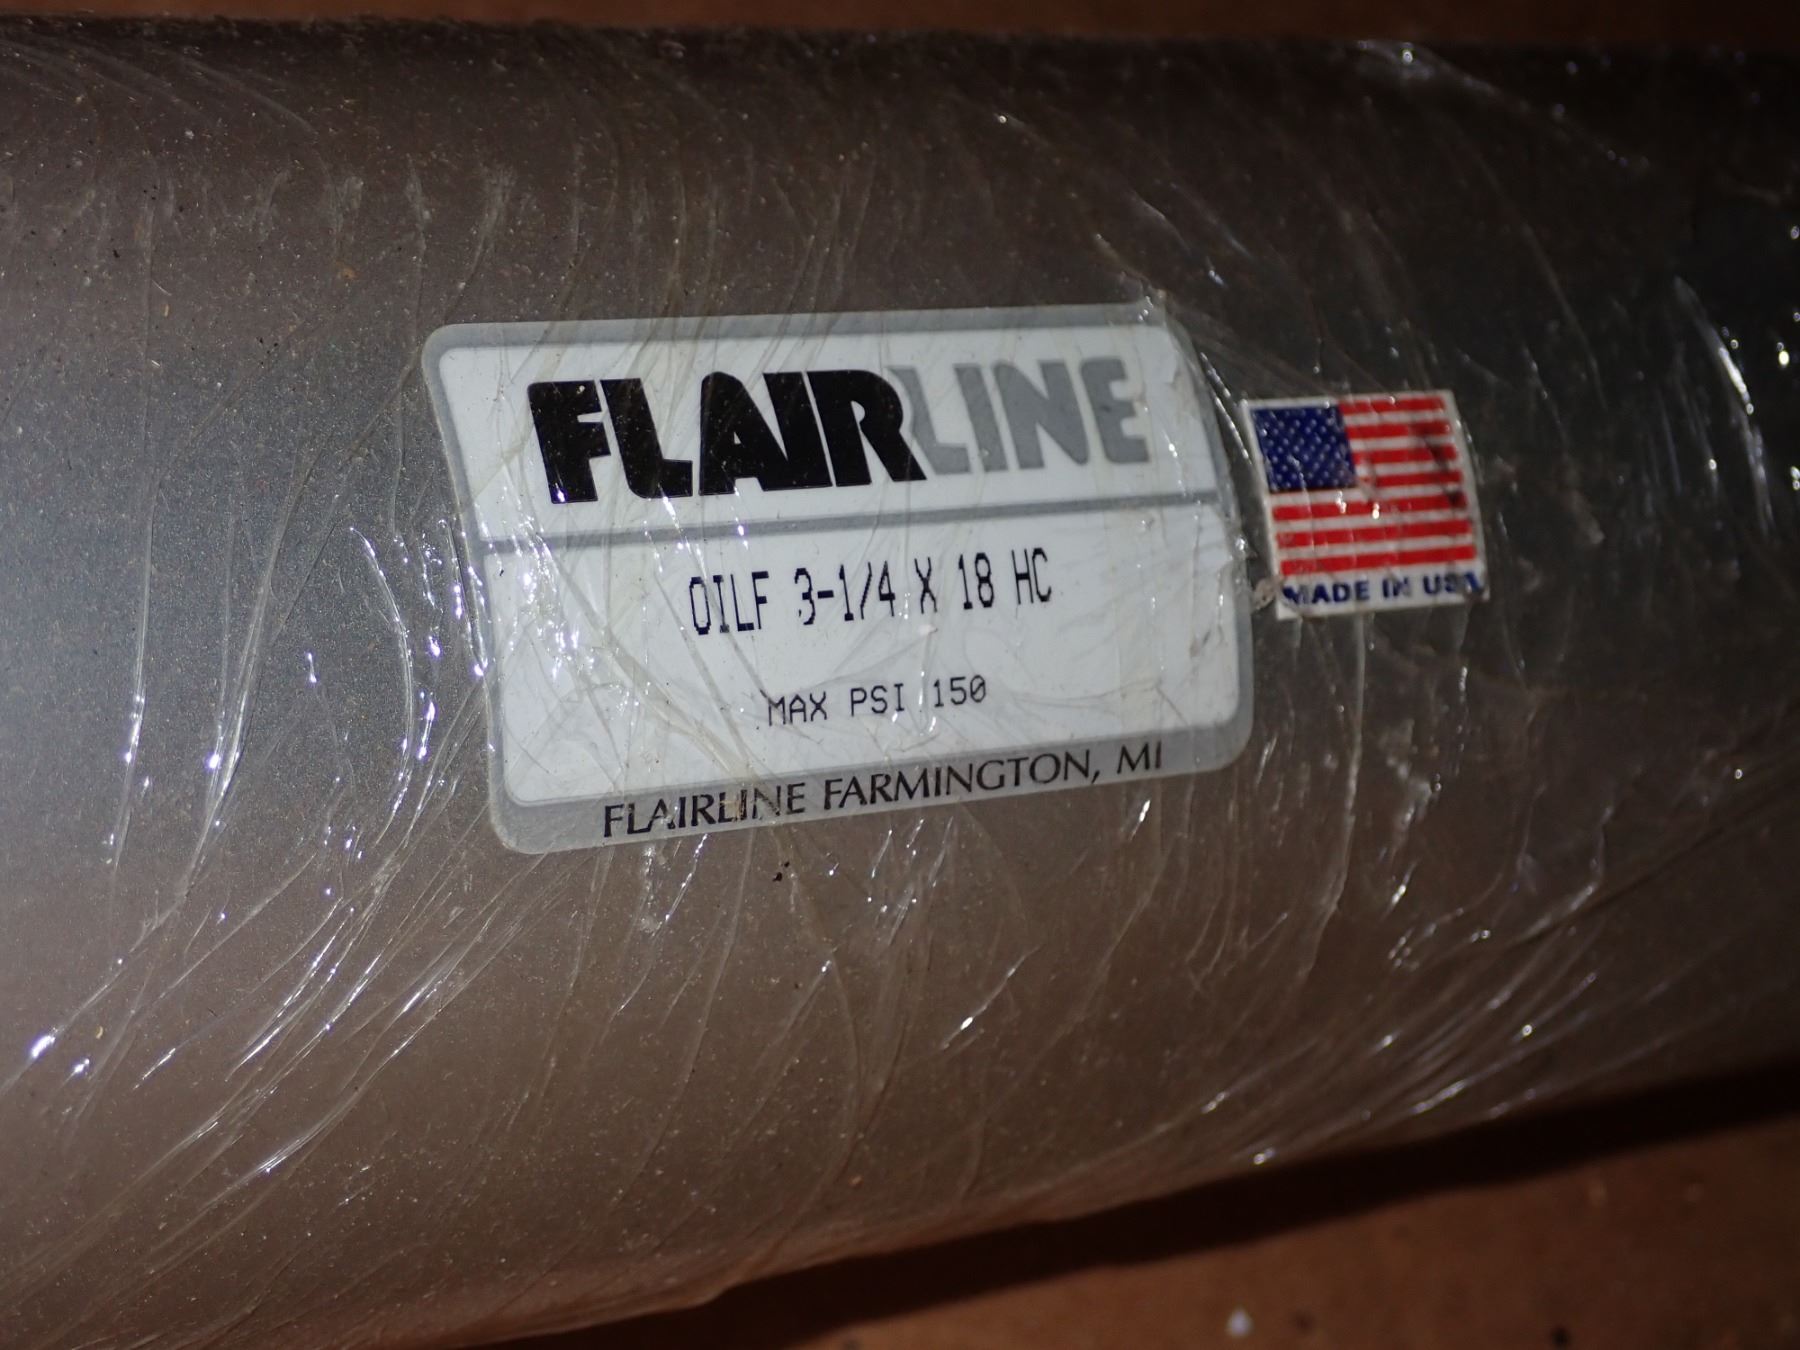 FLAIRLINE
OILF 3-1/4 X 18 HC
MAX PSI 150
FLAIRLINE FARMINGTON, MI
MADE IN USA